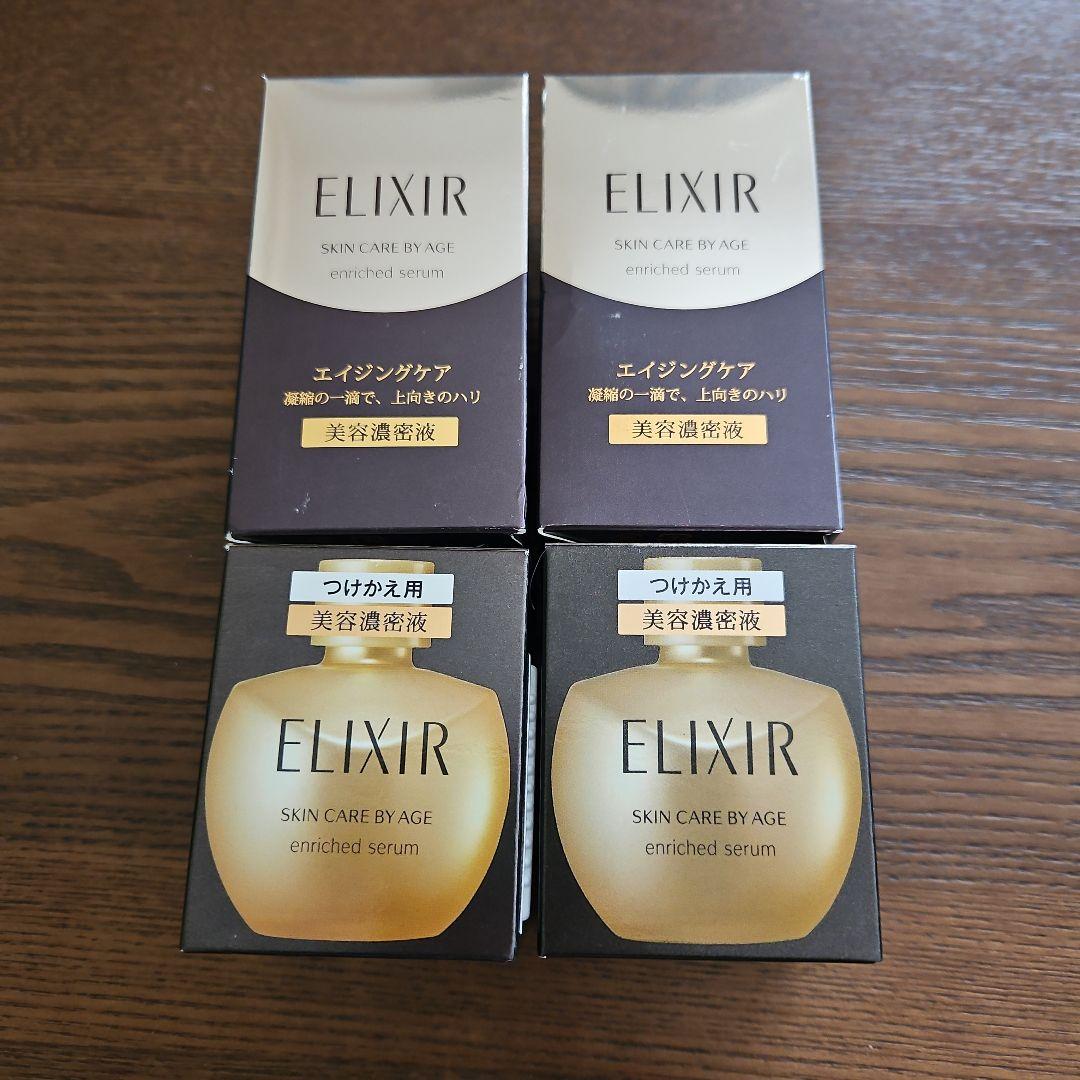 ELIXIR
SKIN CARE BY AGE
enriched serum
エイジングケア
凝縮の一滴で、上向きのハリ
美容濃密液
ELIXIR
SKIN CARE BY AGE
enriched serum
エイジングケア
凝縮の一滴で、上向きのハリ
美容濃密液
つけかえ用
美容濃密液
ELIXIR
SKIN CARE BY AGE
enriched serum
つけかえ用
美容濃密液
ELIXIR
SKIN CARE BY AGE
enriched serum